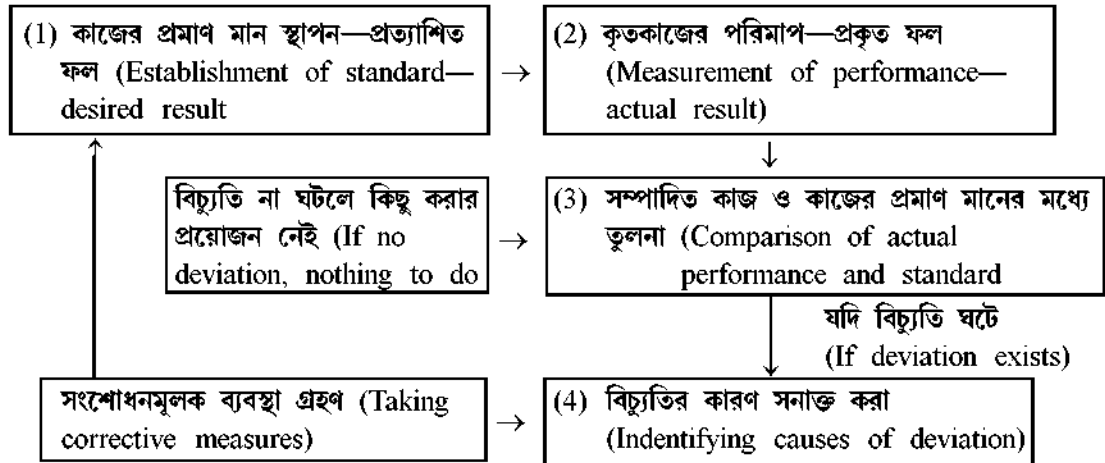 (1) কাজের প্রমাণ মান স্থাপন—প্রত্যাশিত
ফল (Establishment of standard—
desired result
→
(2) কৃতকাজের পরিমাপ—প্রকৃত ফল
(Measurement of performance—
actual result)
বিচ্যুতি না ঘটলে কিছু করার
প্রয়োজন নেই (If no
deviation, nothing to do
→
(3) সম্পাদিত কাজ ও কাজের প্রমাণ মানের মধ্যে
তুলনা (Comparison of actual
performance and standard
যদি বিচ্যুতি ঘটে
(If deviation exists)
সংশোধনমূলক ব্যবস্থা গ্রহণ (Taking
corrective measures)
→
(4) বিচ্যুতির কারণ সনাক্ত করা
(Indentifying causes of deviation)